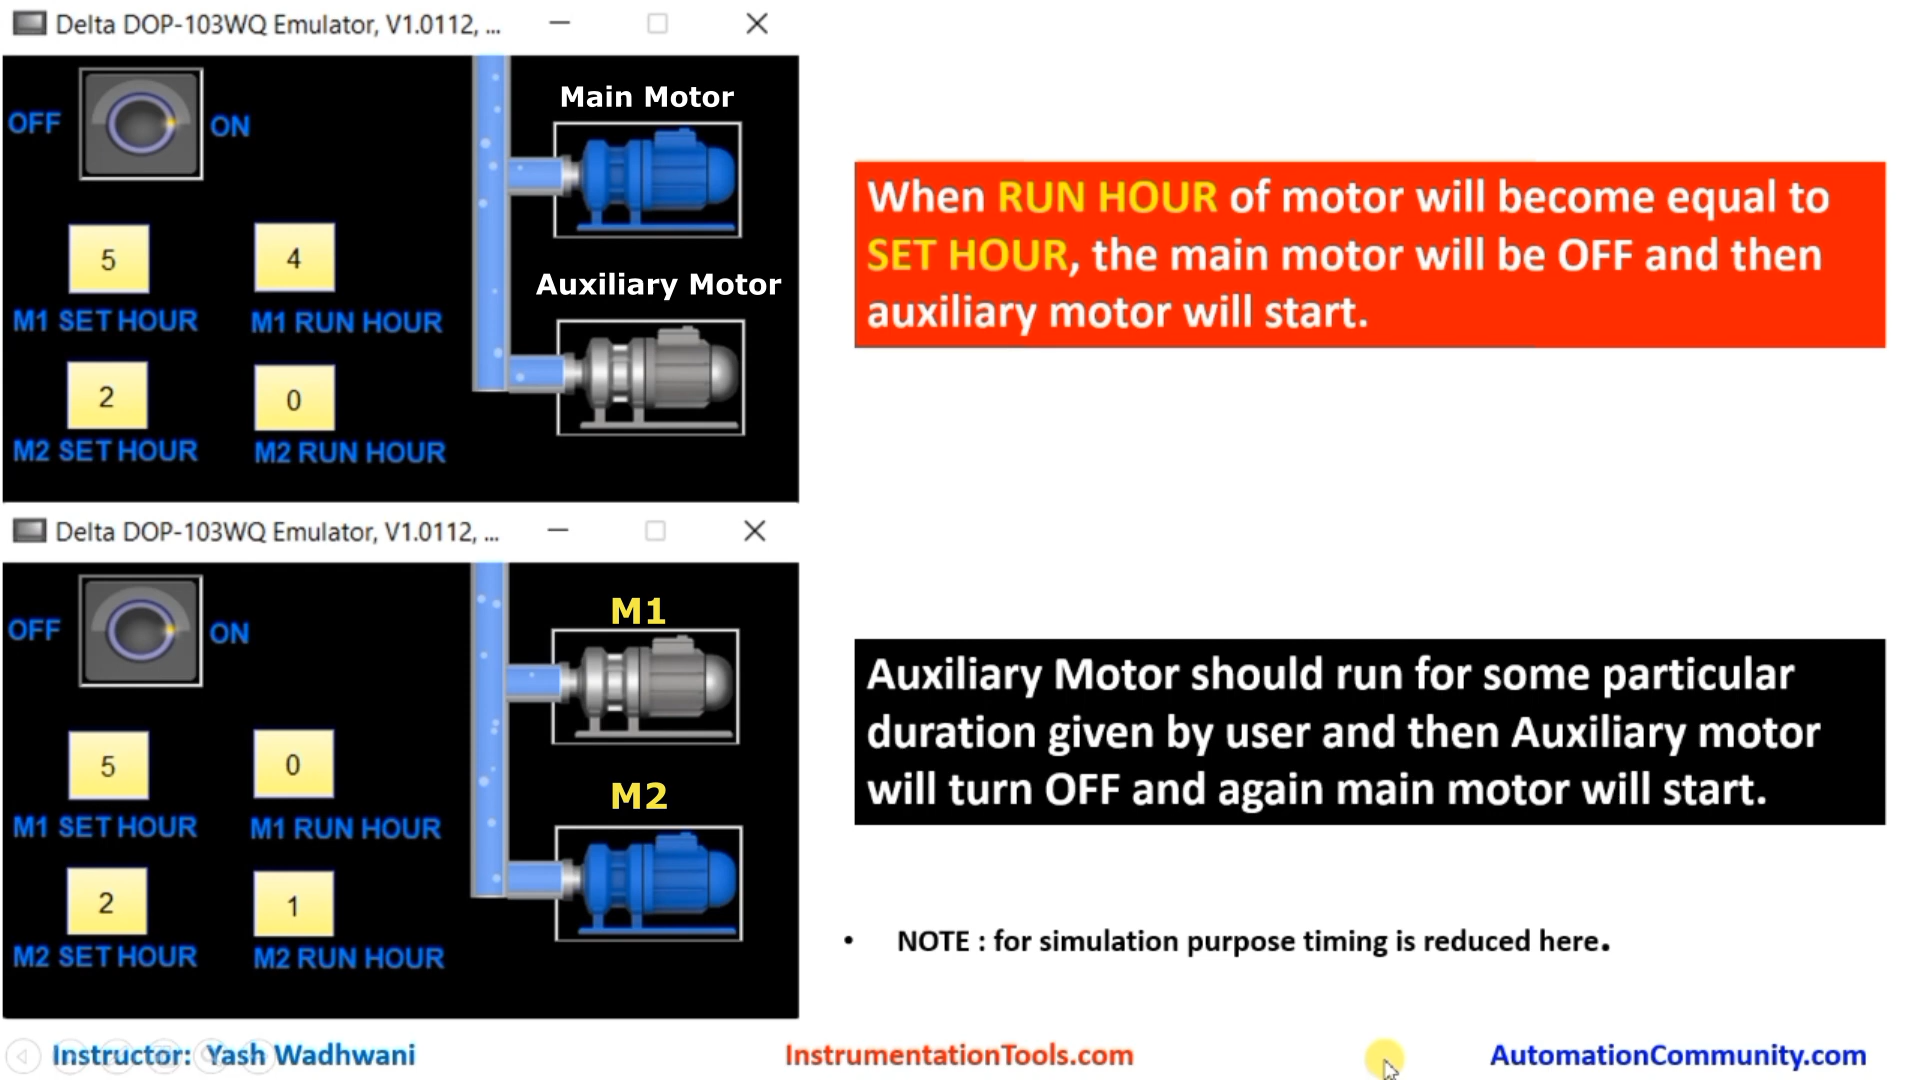 Delta DOP-103WQ Emulator, V1.0112, ...
OFF
ON
Main Motor
Auxiliary Motor
5
4
M1 SET HOUR
M1 RUN HOUR
2
0
M2 SET HOUR
M2 RUN HOUR
When RUN HOUR of motor will become equal to
SET HOUR, the main motor will be OFF and then
auxiliary motor will start.
Delta DOP-103WQ Emulator, V1.0112, ...
OFF
ON
M1
M2
5
0
M1 SET HOUR
M1 RUN HOUR
2
1
M2 SET HOUR
M2 RUN HOUR
Auxiliary Motor should run for some particular
duration given by user and then Auxiliary motor
will turn OFF and again main motor will start.
• NOTE : for simulation purpose timing is reduced here.
Instructor: Yash Wadhwani
InstrumentationTools.com
AutomationCommunity.com